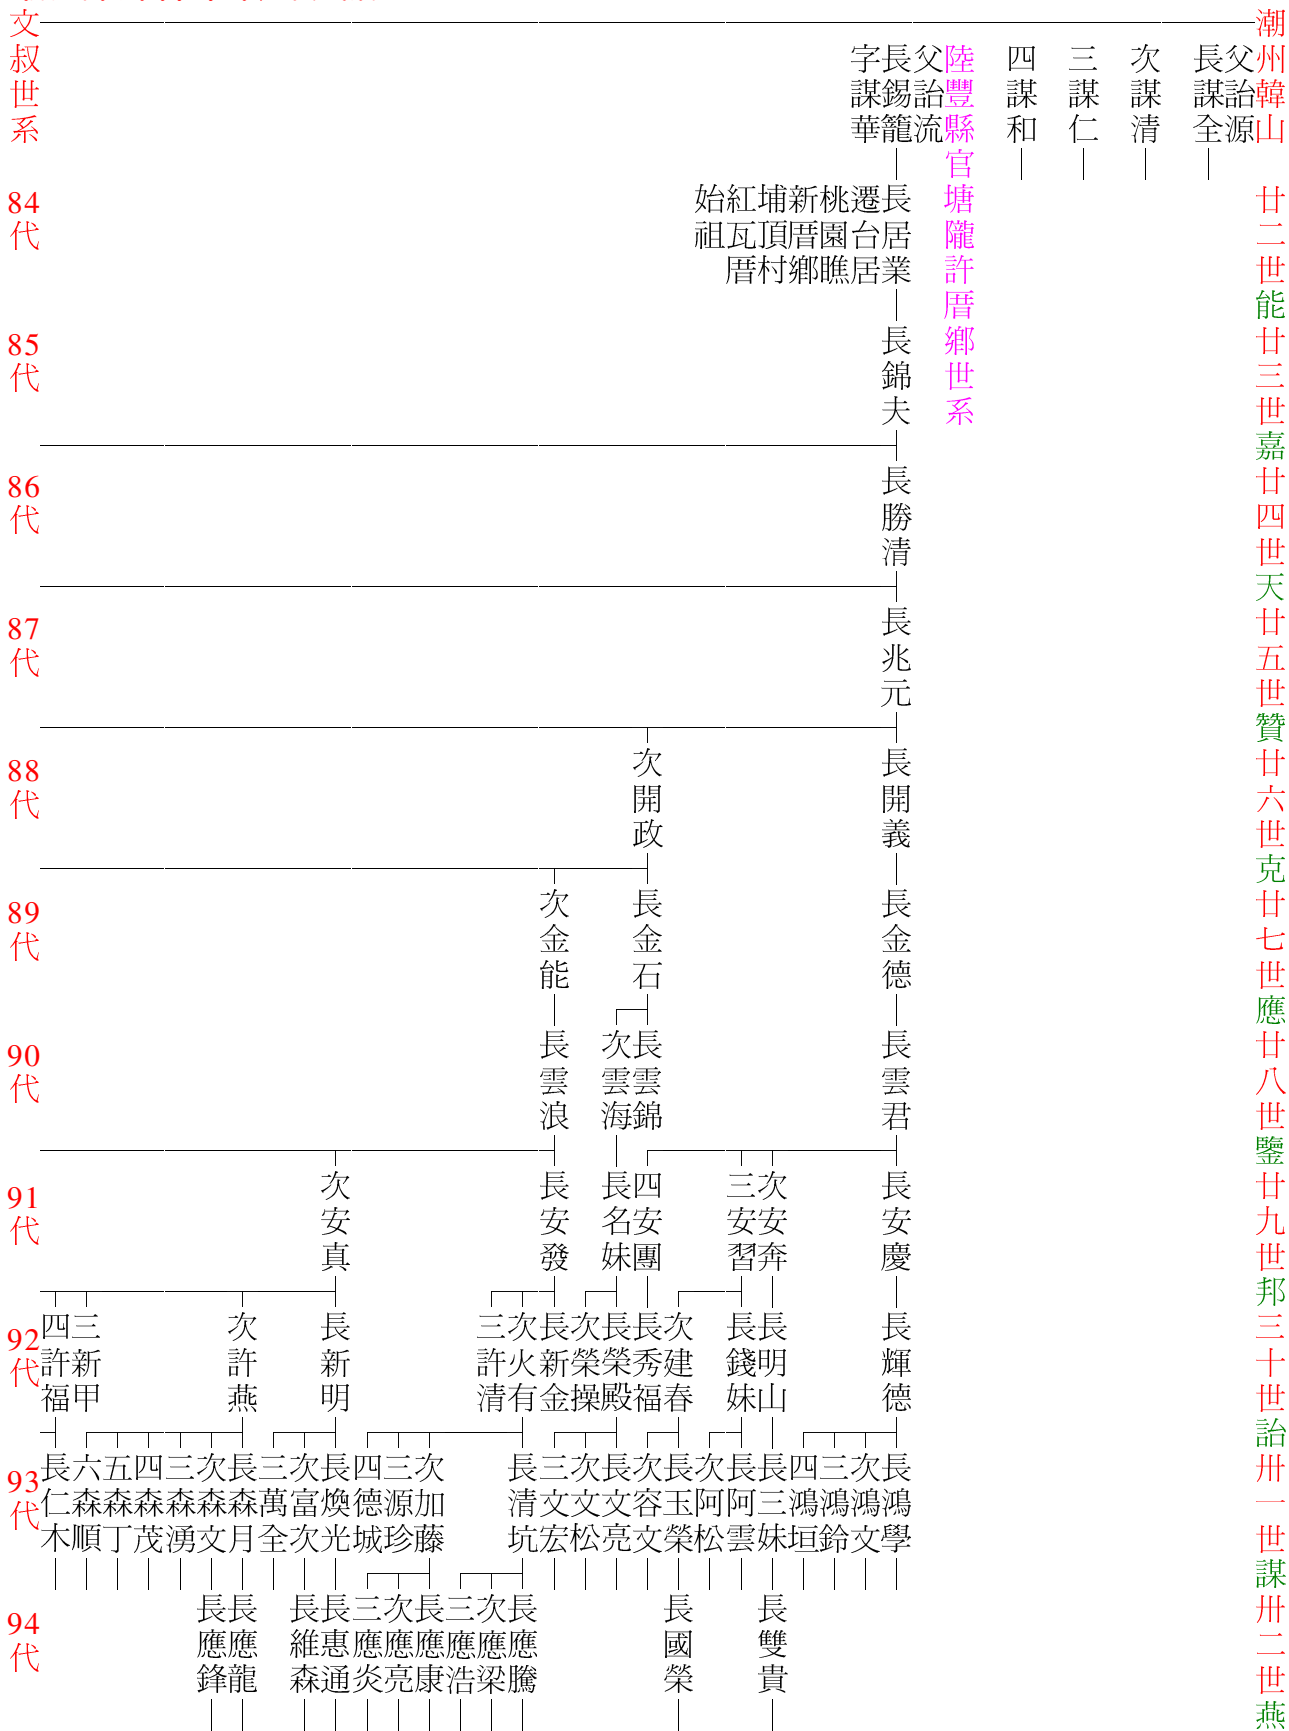 潮州韓山 廿二世能廿三世嘉廿四世天廿五世贊廿六世克廿七世應廿八世鑒廿九世邦三十世詒卅一世謀卅二世燕
父詒源
長謀全
次謀清
三謀仁
四謀和
陸豐縣官塘隴許厝鄉世系
父詒流
長錫籠
字謀華
長居業
遷台居
桃園瞧
新厝鄉
埔頂村
紅瓦厝
始祖
長錦夫
長勝清
長兆元
長開義
次開政
長金德
長金石
次金能
長雲君
長雲錦
次雲海
長雲浪
長安慶
次安奔
三安習
四安團
長名妹
長安發
次安真
長輝德
長明山
長錢妹
次建春
長秀福
長榮殿
次榮操
長新金
次火有
三許清
長新明
次許燕
三新甲
四許福
長鴻學
次鴻文
三鴻鈴
四鴻垣
長三妹
長阿雲
次阿松
長玉榮
次容文
長文亮
次文松
三文宏
長清坑
次加藤
三源珍
四德城
長煥光
次富次
三萬全
長森月
次森文
三森湧
四森茂
五森丁
六森順
長仁木
長雙貴
長國榮
長應騰
次應梁
三應浩
長應康
次應亮
三應炎
長惠通
長維森
長應龍
長應鋒
文叔世系
84代
85代
86代
87代
88代
89代
90代
91代
92代
93代
94代